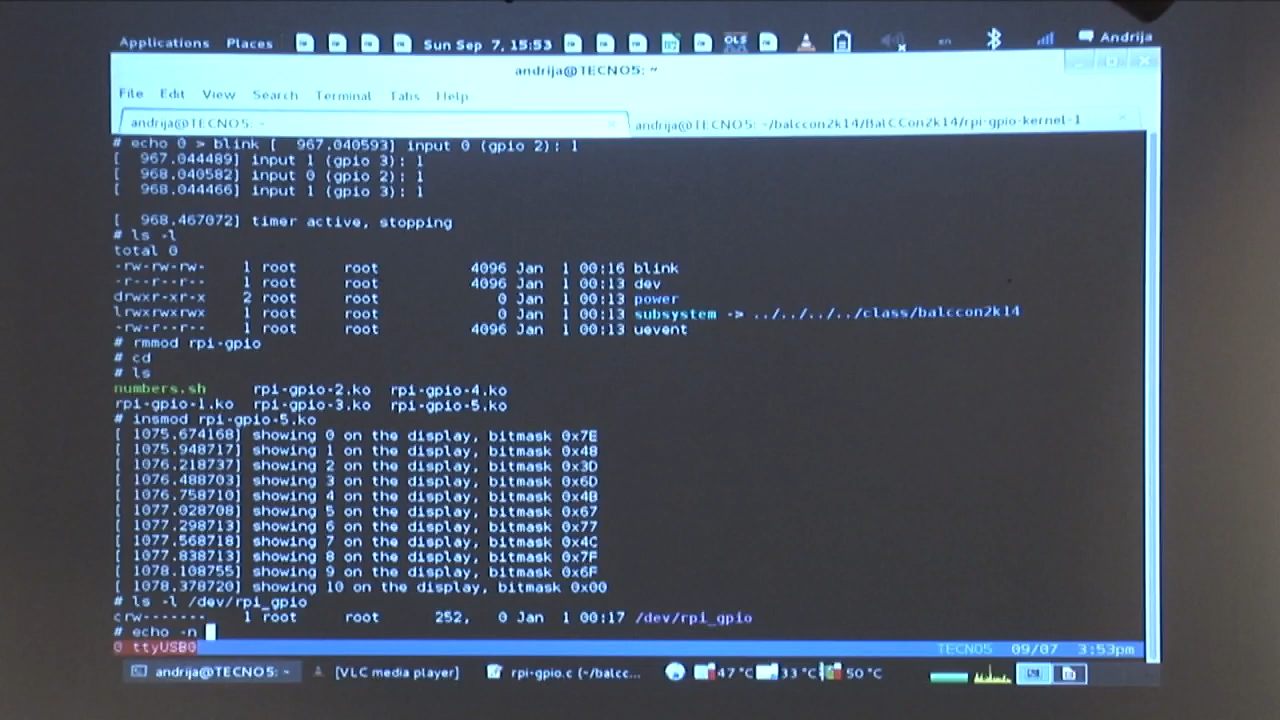 Applications Places Sun Sep 7, 15:53 OLS en Andrija
andrija@TECNO5: ~
File Edit View Search Terminal Tabs Help
andrija@TECNO5: ~ andrija@TECNO5: ~/balccon2k14/BalCCon2k14/rpi-gpio-kernel-1
# echo 0 > blink [ 967.040593] input 0 (gpio 2): 1
[ 967.044489] input 1 (gpio 3): 1
[ 968.040582] input 0 (gpio 2): 1
[ 968.044466] input 1 (gpio 3): 1
[ 968.467072] timer active, stopping
# ls -l
total 0
-rw-rw-rw- 1 root root 4096 Jan 1 00:16 blink
-r--r--r-- 1 root root 4096 Jan 1 00:13 dev
drwxr-xr-x 2 root root 0 Jan 1 00:13 power
lrwxrwxrwx 1 root root 0 Jan 1 00:13 subsystem -> ../../../../class/balccon2k14
-rw-r--r-- 1 root root 4096 Jan 1 00:13 uevent
# rmmod rpi-gpio
# cd
# ls
numbers.sh rpi-gpio-2.ko rpi-gpio-4.ko
rpi-gpio-1.ko rpi-gpio-3.ko rpi-gpio-5.ko
# insmod rpi-gpio-5.ko
[ 1075.674168] showing 0 on the display, bitmask 0x7E
[ 1075.948717] showing 1 on the display, bitmask 0x48
[ 1076.218737] showing 2 on the display, bitmask 0x3D
[ 1076.488703] showing 3 on the display, bitmask 0x6D
[ 1076.758710] showing 4 on the display, bitmask 0x4B
[ 1077.028708] showing 5 on the display, bitmask 0x67
[ 1077.298713] showing 6 on the display, bitmask 0x77
[ 1077.568718] showing 7 on the display, bitmask 0x4C
[ 1077.838713] showing 8 on the display, bitmask 0x7F
[ 1078.108755] showing 9 on the display, bitmask 0x6F
[ 1078.378720] showing 10 on the display, bitmask 0x00
# ls -l /dev/rpi_gpio
crw------- 1 root root 252, 0 Jan 1 00:17 /dev/rpi_gpio
# echo -n
0 ttyUSB0 TECNO5 09/07 3:53pm
andrija@TECNO5: ~ [VLC media player] rpi-gpio.c (~/balcc... 47 °C 33 °C 50 °C